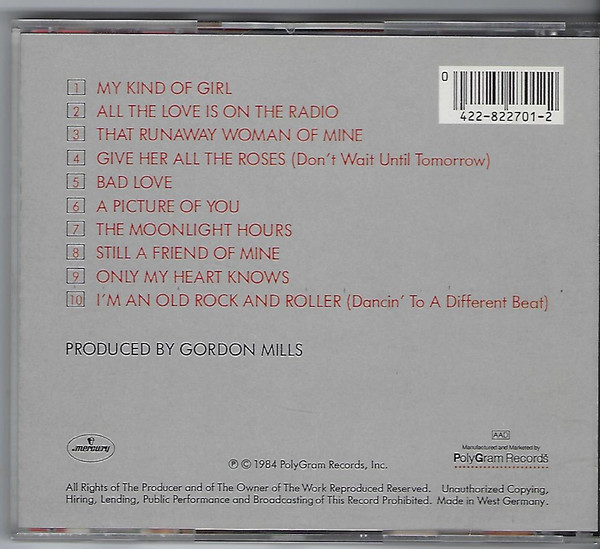 1 MY KIND OF GIRL
2 ALL THE LOVE IS ON THE RADIO
3 THAT RUNAWAY WOMAN OF MINE
4 GIVE HER ALL THE ROSES (Don't Wait Until Tomorrow)
5 BAD LOVE
6 A PICTURE OF YOU
7 THE MOONLIGHT HOURS
8 STILL A FRIEND OF MINE
9 ONLY MY HEART KNOWS
10 I'M AN OLD ROCK AND ROLLER (Dancin' To A Different Beat)
0
422-822701-2
PRODUCED BY GORDON MILLS
mercury
℗ © 1984 PolyGram Records, Inc.
AAD
Manufactured and Marketed by
PolyGram Records
All Rights of The Producer and of The Owner of The Work Reproduced Reserved. Unauthorized Copying,
Hiring, Lending, Public Performance and Broadcasting of This Record Prohibited. Made in West Germany.